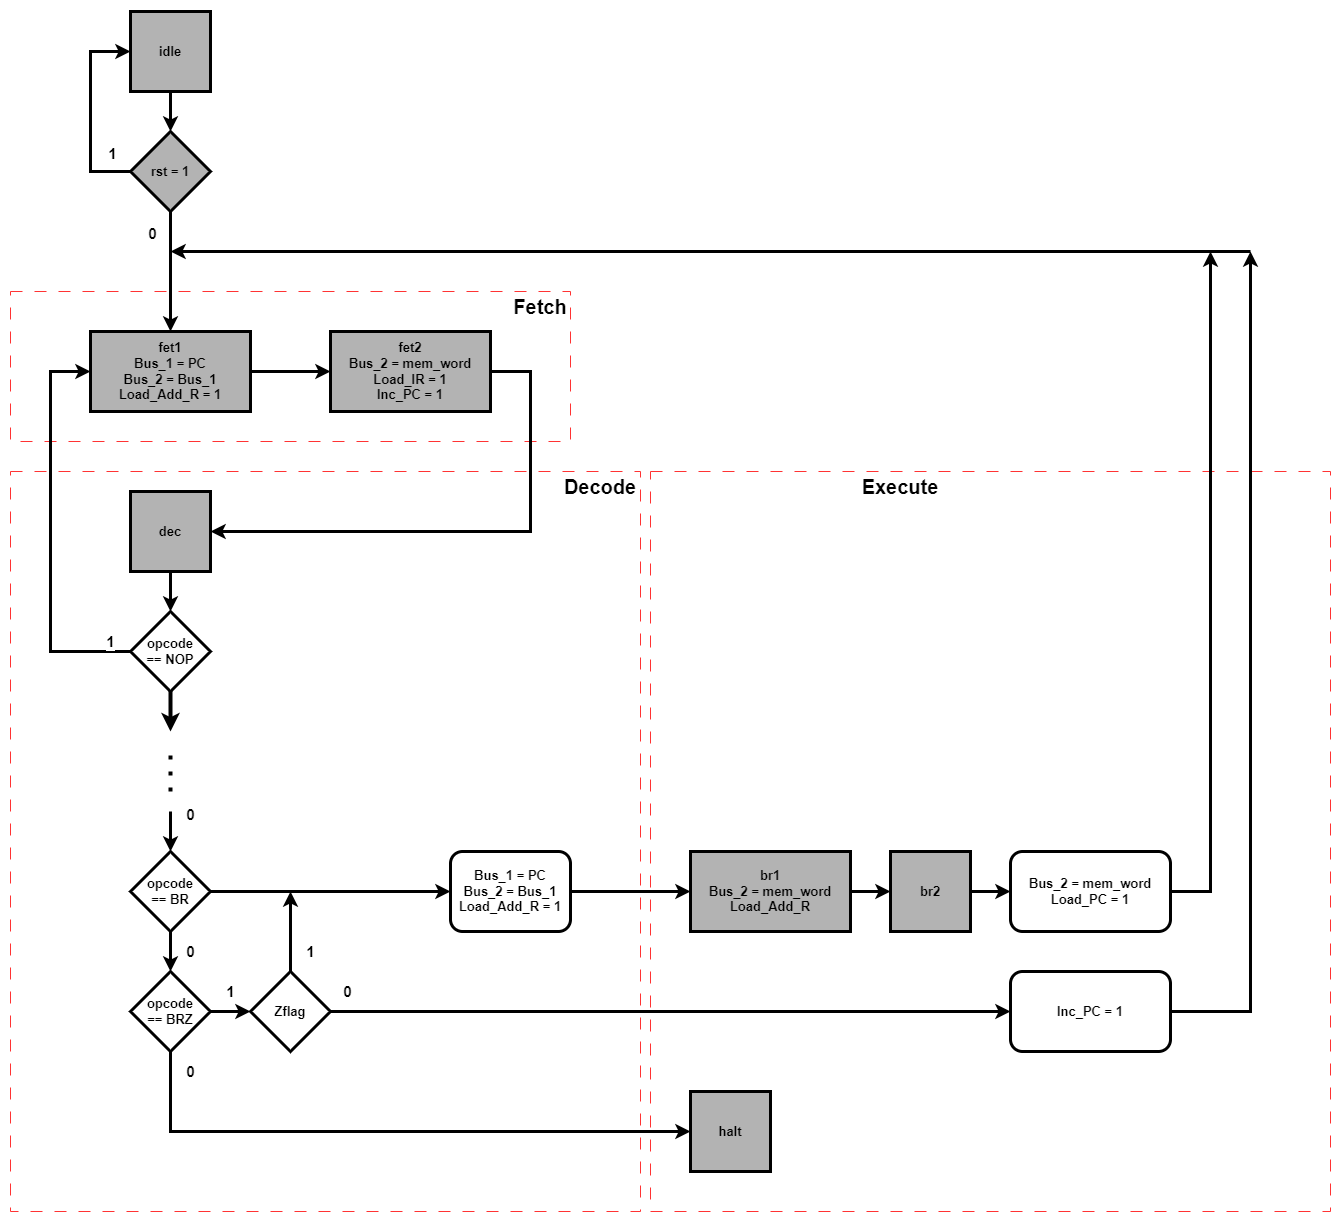 idle
1
rst = 1
0
Fetch
fet1
Bus_1 = PC
Bus_2 = Bus_1
Load_Add_R = 1
fet2
Bus_2 = mem_word
Load_IR = 1
Inc_PC = 1
Decode
Execute
dec
1
opcode
== NOP
0
opcode
== BR
Bus_1 = PC
Bus_2 = Bus_1
Load_Add_R = 1
br1
Bus_2 = mem_word
Load_Add_R
br2
Bus_2 = mem_word
Load_PC = 1
0
1
opcode
== BRZ
1
Zflag
0
Inc_PC = 1
0
halt